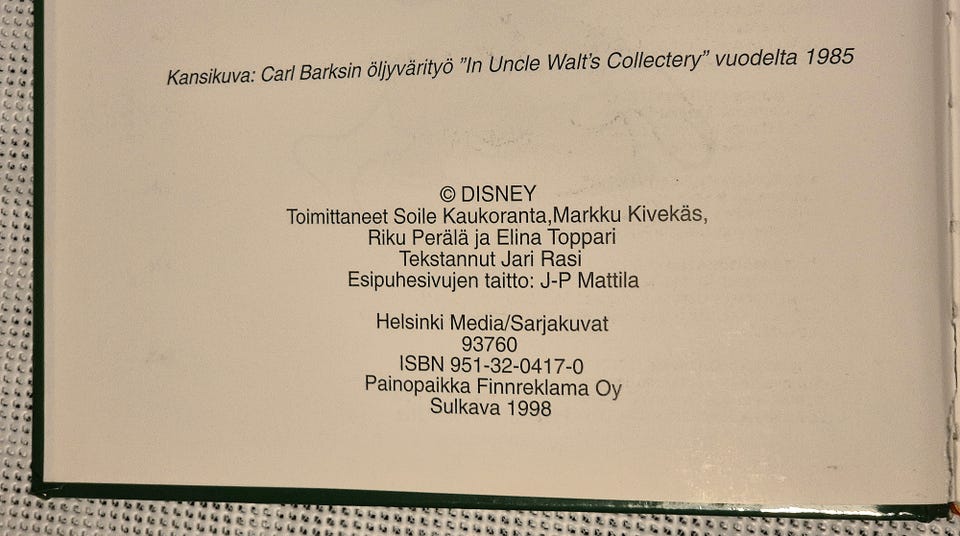 Kansikuva: Carl Barksin öljyvärityö ”In Uncle Walt's Collectery” vuodelta 1985
© DISNEY
Toimittaneet Soile Kaukoranta,Markku Kivekäs,
Riku Perälä ja Elina Toppari
Tekstannut Jari Rasi
Esipuhesivujen taitto: J-P Mattila
Helsinki Media/Sarjakuvat
93760
ISBN 951-32-0417-0
Painopaikka Finnreklama Oy
Sulkava 1998